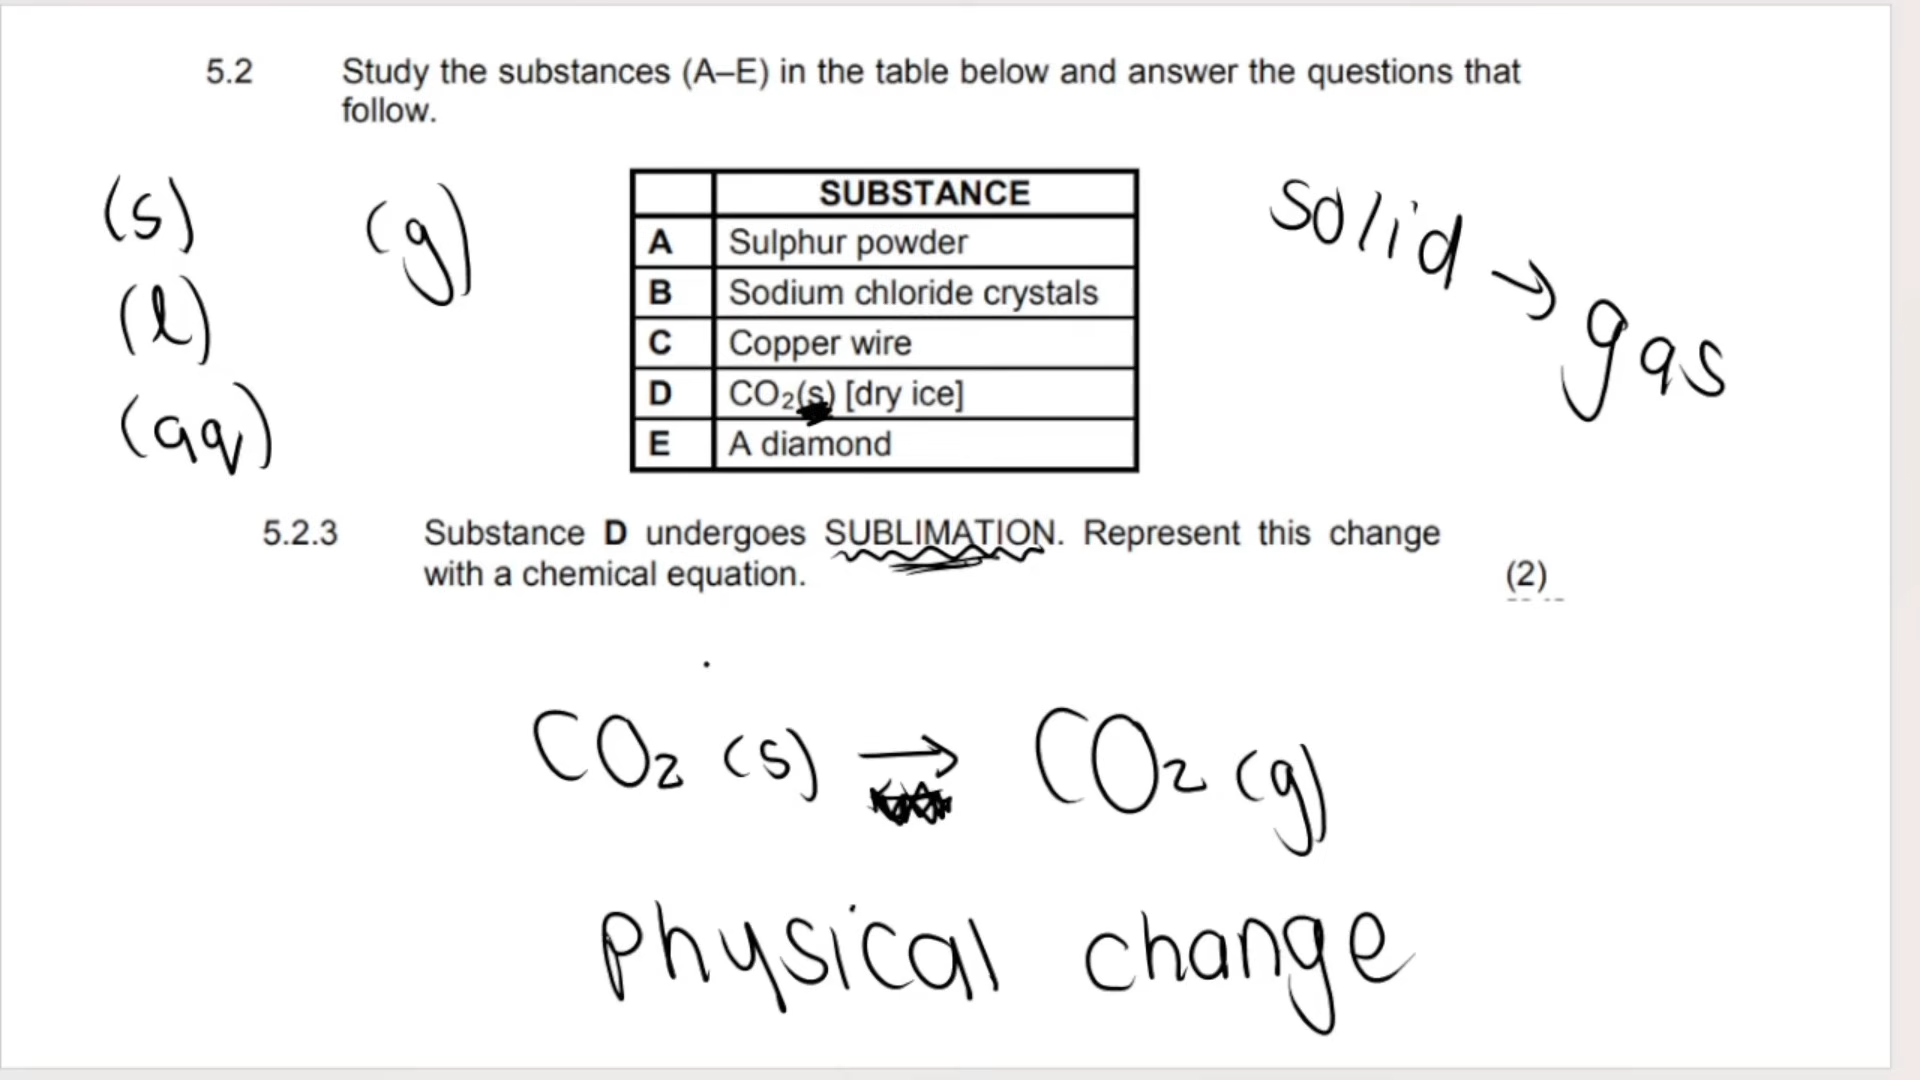 5.2 Study the substances (A–E) in the table below and answer the questions that
follow.
(s)
(g)
(l)
(aq)
SUBSTANCE
A Sulphur powder
B Sodium chloride crystals
C Copper wire
D CO₂(s) [dry ice]
E A diamond
solid → gas
5.2.3 Substance D undergoes SUBLIMATION. Represent this change
with a chemical equation. (2)
CO₂ (s) → CO₂ (g)
physical change